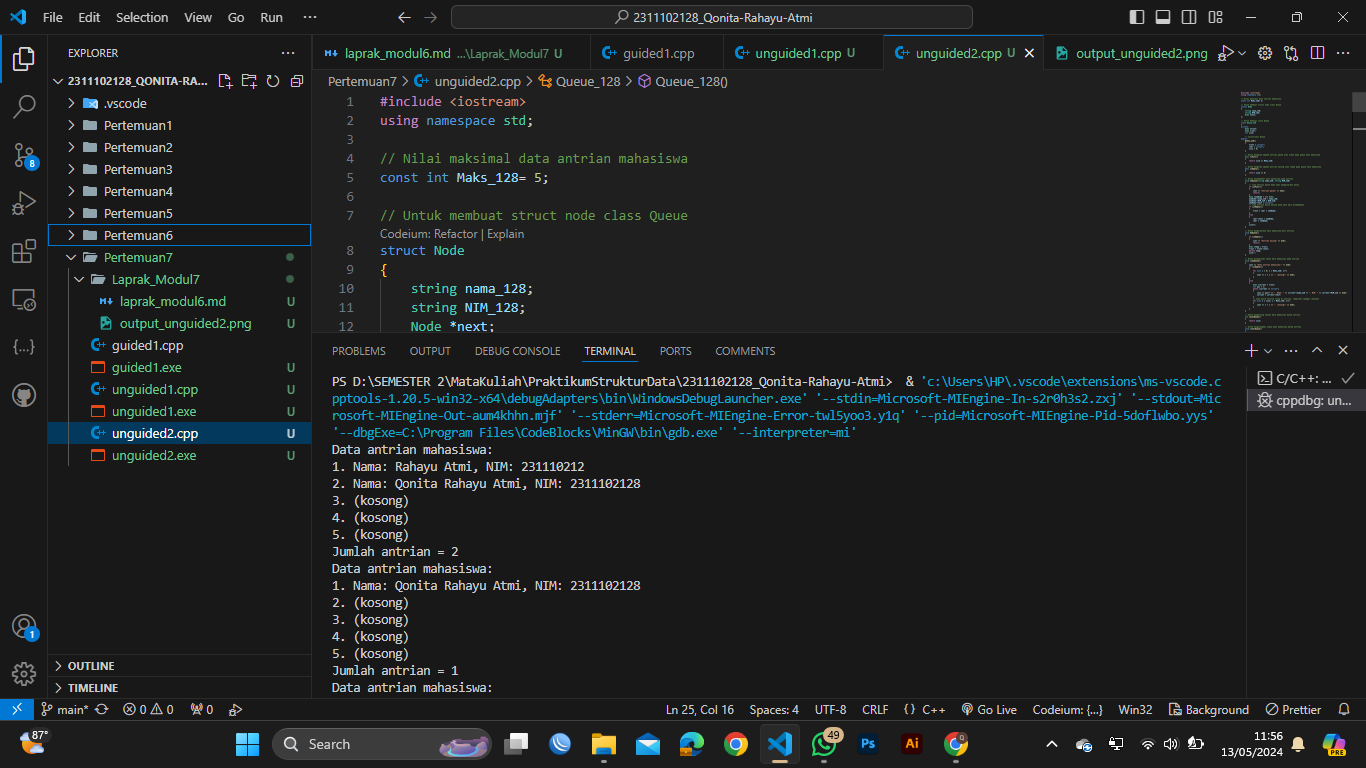 File Edit Selection View Go Run ··· 2311102128_Qonita-Rahayu-Atmi
EXPLORER ···
2311102128_QONITA-RA...
.vscode
Pertemuan1
Pertemuan2
Pertemuan3
Pertemuan4
Pertemuan5
Pertemuan6
Pertemuan7
Laprak_Modul7
laprak_modul6.md U
output_unguided2.png U
guided1.cpp
guided1.exe U
unguided1.cpp U
unguided1.exe U
unguided2.cpp U
unguided2.exe U
OUTLINE
TIMELINE
8
1
laprak_modul6.md ...\Laprak_Modul7 U guided1.cpp unguided1.cpp U unguided2.cpp U output_unguided2.png
Pertemuan7 > unguided2.cpp > Queue_128 > Queue_128()
1 #include <iostream>
2 using namespace std;
3
4 // Nilai maksimal data antrian mahasiswa
5 const int Maks_128= 5;
6
7 // Untuk membuat struct node class Queue
Codeium: Refactor | Explain
8 struct Node
9 {
10 string nama_128;
11 string NIM_128;
12 Node *next;
PROBLEMS OUTPUT DEBUG CONSOLE TERMINAL PORTS COMMENTS
C/C++: ...
cppdbg: un...
PS D:\SEMESTER 2\MataKuliah\PraktikumStrukturData\2311102128_Qonita-Rahayu-Atmi> & 'c:\Users\HP\.vscode\extensions\ms-vscode.c
pptools-1.20.5-win32-x64\debugAdapters\bin\WindowsDebugLauncher.exe' '--stdin=Microsoft-MIEngine-In-s2r0h3s2.zxj' '--stdout=Mic
rosoft-MIEngine-Out-aum4khhn.mjf' '--stderr=Microsoft-MIEngine-Error-twl5yoo3.y1q' '--pid=Microsoft-MIEngine-Pid-5doflwbo.yys'
'--dbgExe=C:\Program Files\CodeBlocks\MinGW\bin\gdb.exe' '--interpreter=mi'
Data antrian mahasiswa:
1. Nama: Rahayu Atmi, NIM: 231110212
2. Nama: Qonita Rahayu Atmi, NIM: 2311102128
3. (kosong)
4. (kosong)
5. (kosong)
Jumlah antrian = 2
Data antrian mahasiswa:
1. Nama: Qonita Rahayu Atmi, NIM: 2311102128
2. (kosong)
3. (kosong)
4. (kosong)
5. (kosong)
Jumlah antrian = 1
Data antrian mahasiswa:
main* 0 0 0 Ln 25, Col 16 Spaces: 4 UTF-8 CRLF {} C++ Go Live Codeium: {...} Win32 Background Prettier
87° Search 49 Ps Ai PRE
11:56
13/05/2024